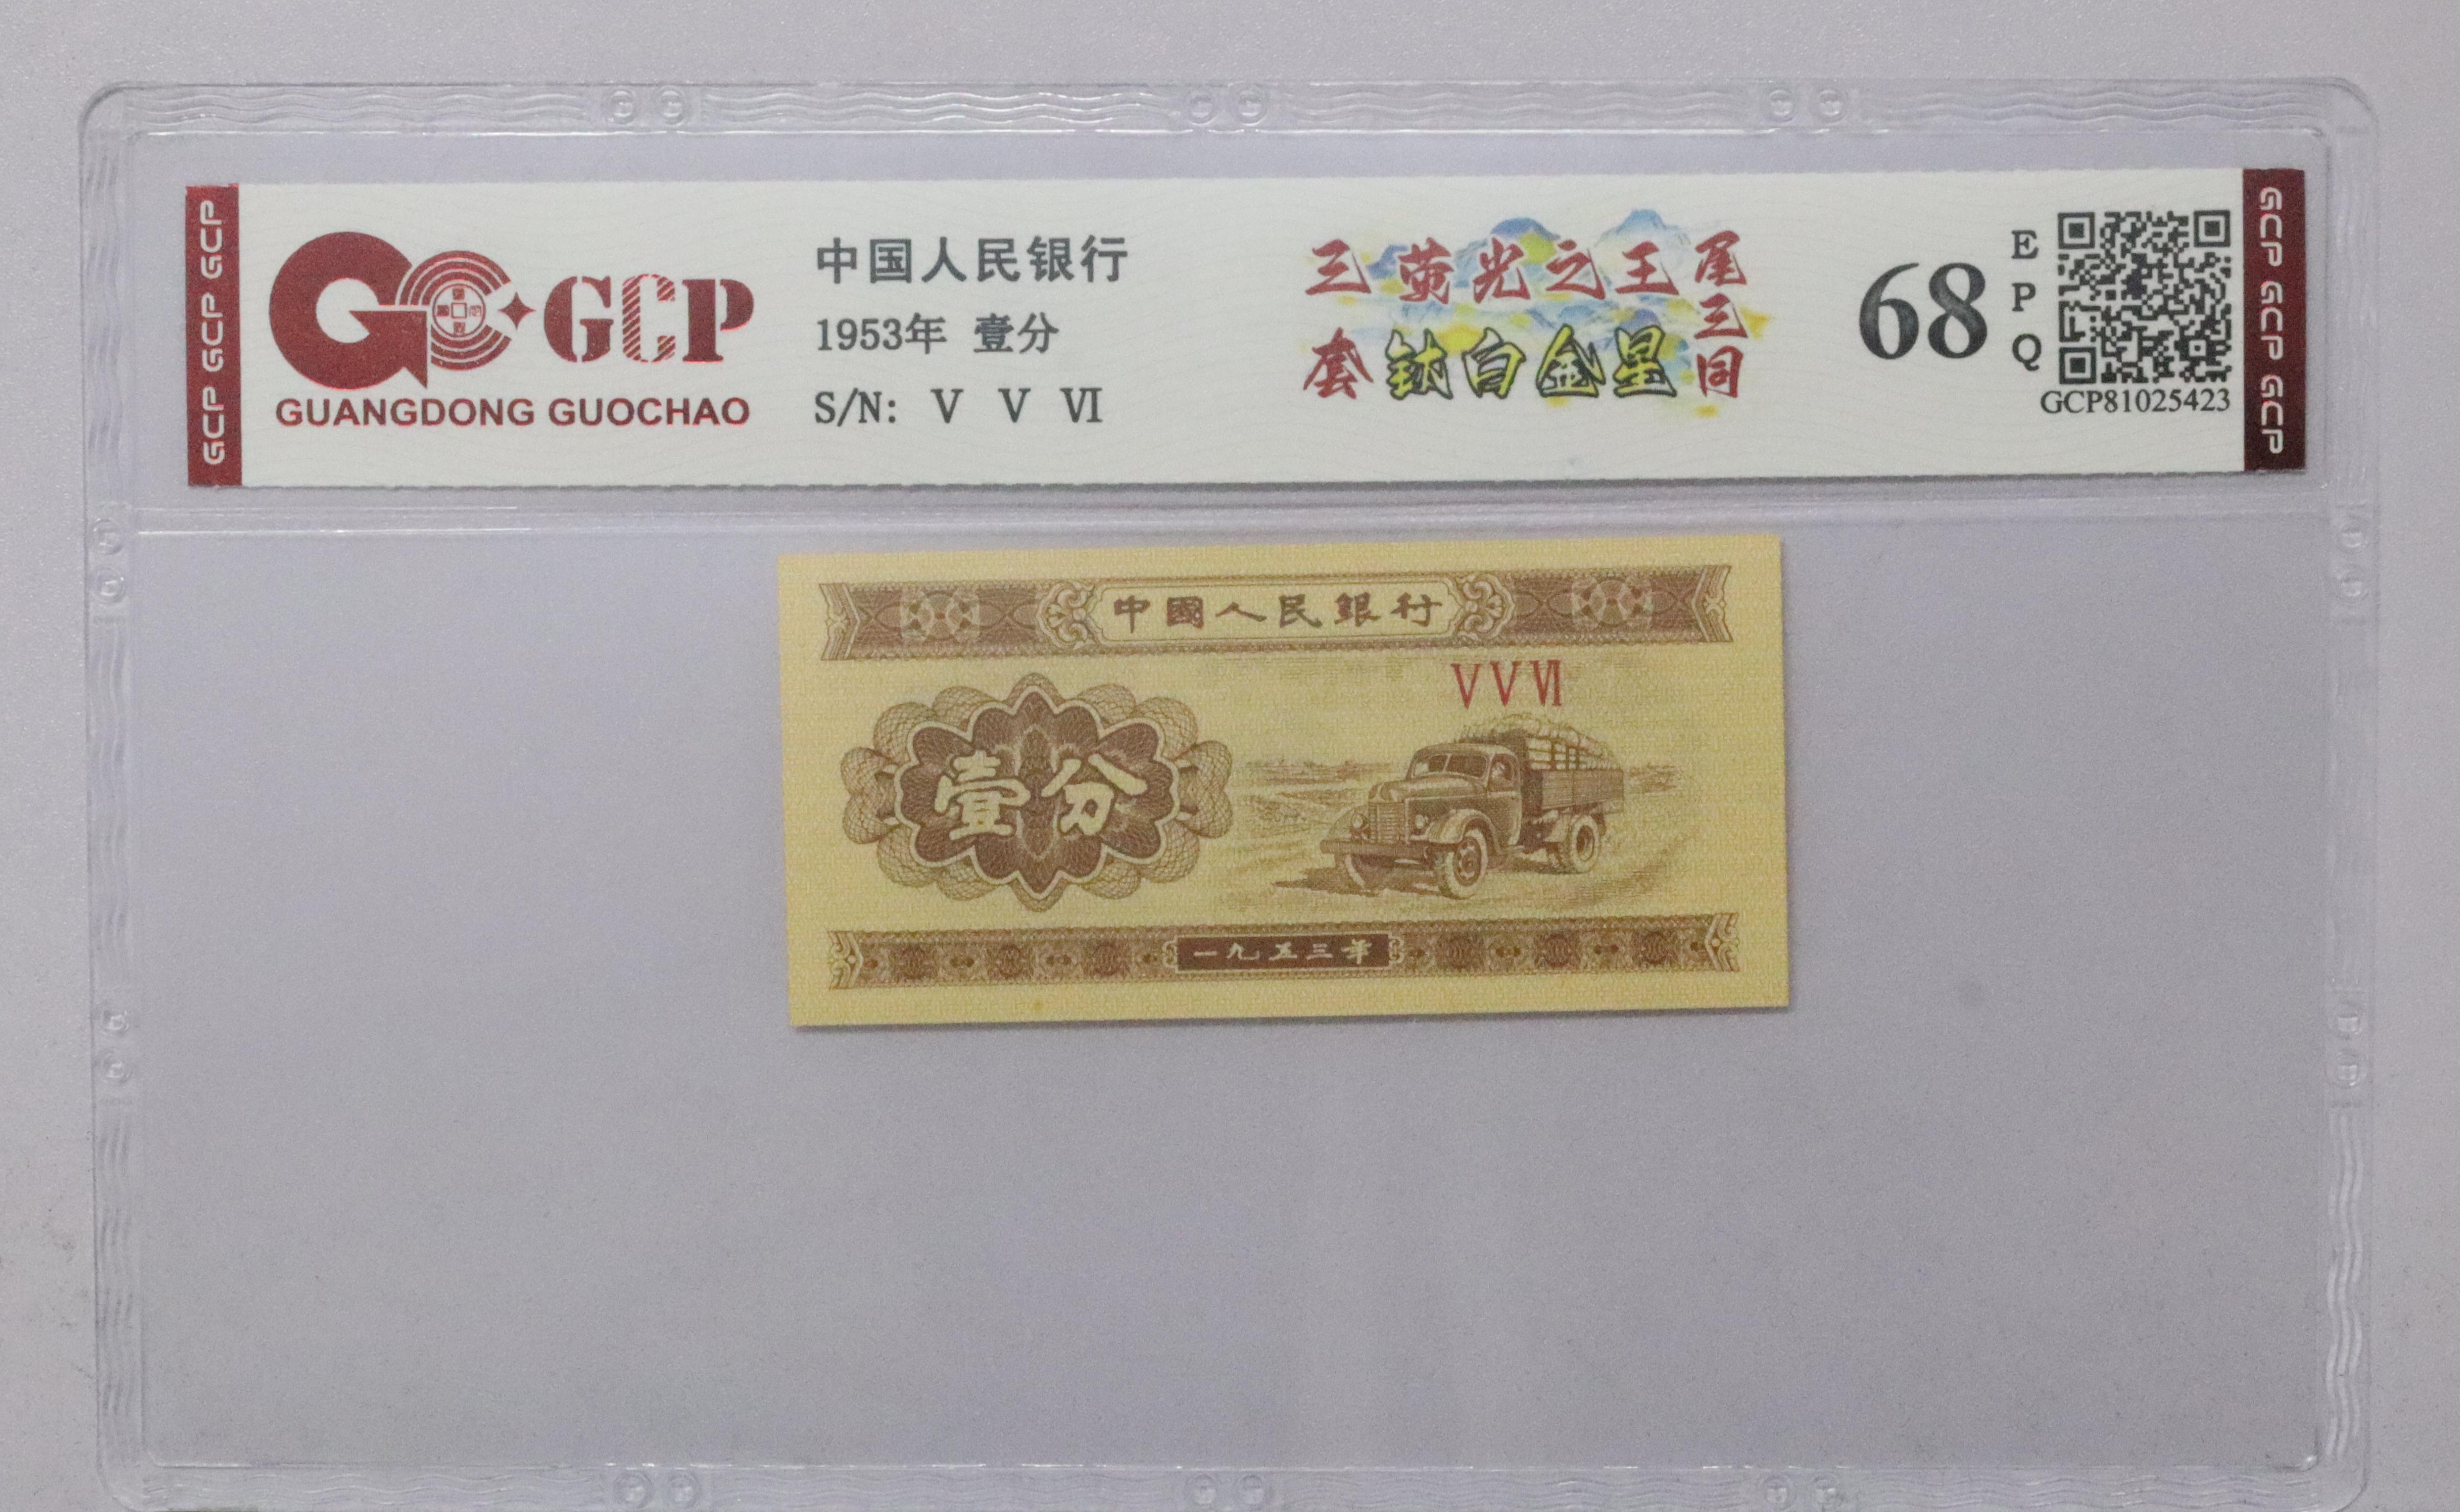 GCP GCP GCP
GCP
GUANGDONG GUOCHAO
中国人民银行
1953年 壹分
S/N: V V VI
三套
萤光之王
钛白金星
尾三同
68
EPQ
GCP81025423
GCP GCP GCP
中國人民銀行
VVVI
壹分
一九五三年